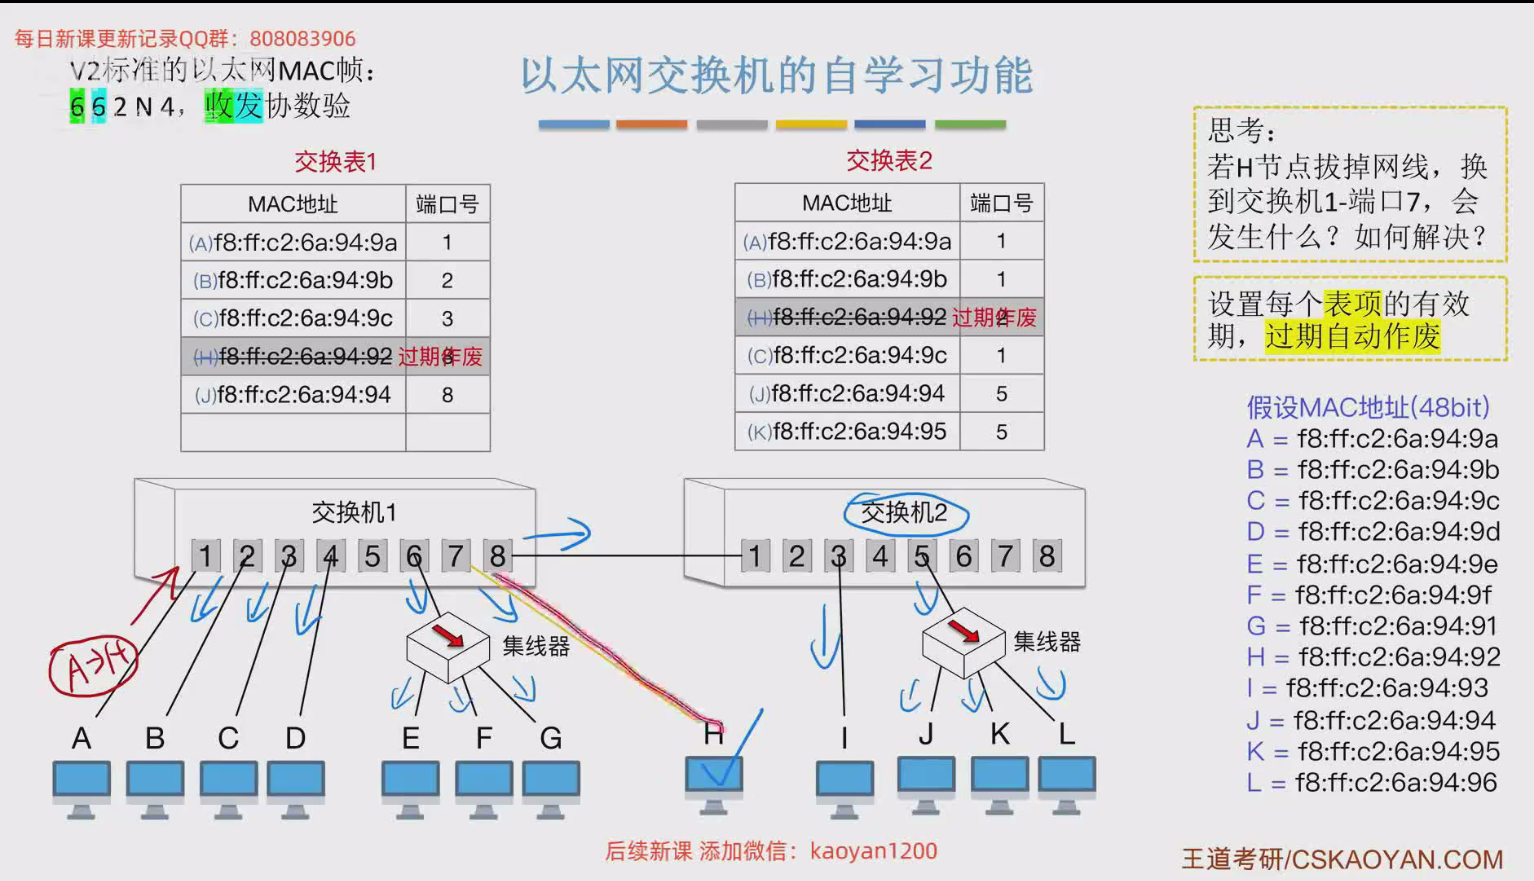 每日新课更新记录QQ群：808083906
V2标准的以太网MAC帧：
6 6 2 N 4，收发协数验
以太网交换机的自学习功能
交换表1
MAC地址 端口号
(A)f8:ff:c2:6a:94:9a 1
(B)f8:ff:c2:6a:94:9b 2
(C)f8:ff:c2:6a:94:9c 3
(H)f8:ff:c2:6a:94:92 过期作废
(J)f8:ff:c2:6a:94:94 8
交换表2
MAC地址 端口号
(A)f8:ff:c2:6a:94:9a 1
(B)f8:ff:c2:6a:94:9b 1
(H)f8:ff:c2:6a:94:92 过期作废
(C)f8:ff:c2:6a:94:9c 1
(J)f8:ff:c2:6a:94:94 5
(K)f8:ff:c2:6a:94:95 5
思考：
若H节点拔掉网线，换
到交换机1-端口7，会
发生什么？如何解决？
设置每个表项的有效
期，过期自动作废
假设MAC地址(48bit)
A = f8:ff:c2:6a:94:9a
B = f8:ff:c2:6a:94:9b
C = f8:ff:c2:6a:94:9c
D = f8:ff:c2:6a:94:9d
E = f8:ff:c2:6a:94:9e
F = f8:ff:c2:6a:94:9f
G = f8:ff:c2:6a:94:91
H = f8:ff:c2:6a:94:92
I = f8:ff:c2:6a:94:93
J = f8:ff:c2:6a:94:94
K = f8:ff:c2:6a:94:95
L = f8:ff:c2:6a:94:96
交换机1
1 2 3 4 5 6 7 8
交换机2
1 2 3 4 5 6 7 8
A→H
集线器
集线器
A B C D E F G H I J K L
后续新课 添加微信：kaoyan1200
王道考研/CSKAOYAN.COM